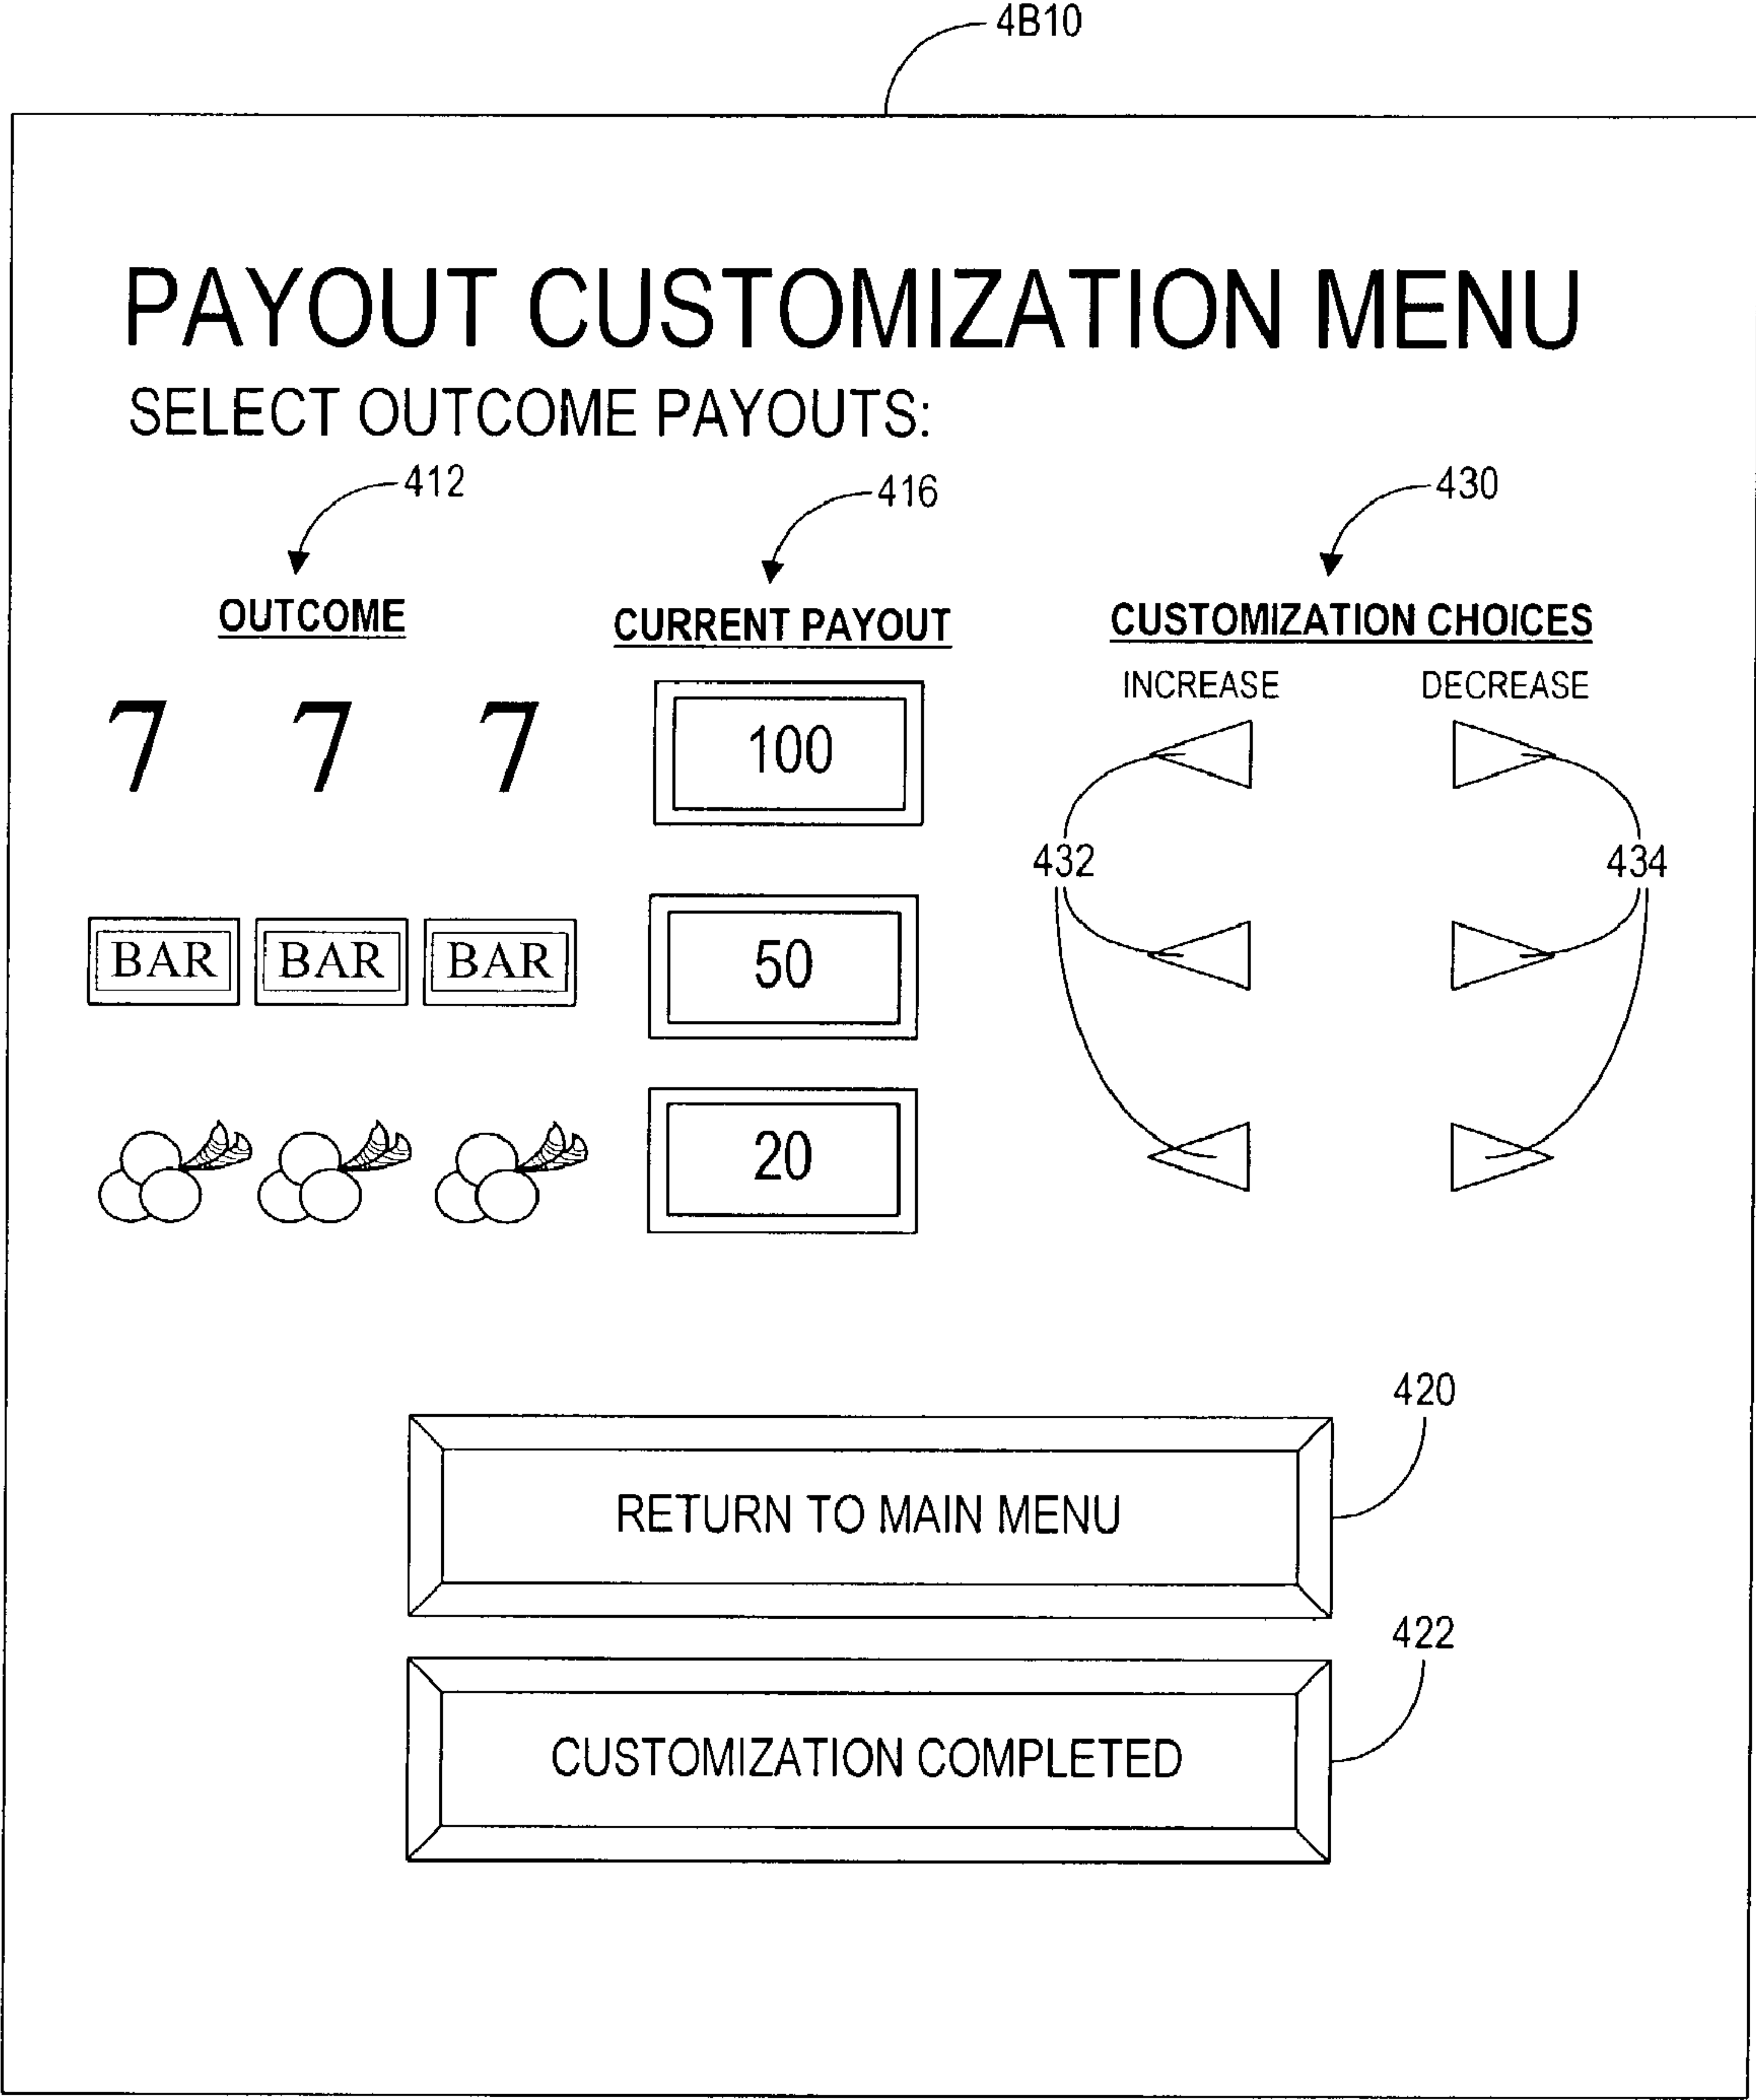 4B10
PAYOUT CUSTOMIZATION MENU
SELECT OUTCOME PAYOUTS:
412 416 430
OUTCOME CURRENT PAYOUT CUSTOMIZATION CHOICES
INCREASE DECREASE
7 7 7 100
432 434
BAR BAR BAR 50
20
420
RETURN TO MAIN MENU
422
CUSTOMIZATION COMPLETED